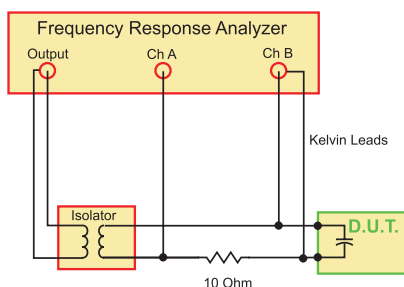 Frequency Response Analyzer
Output
Ch A
Ch B
Kelvin Leads
Isolator
D.U.T.
10 Ohm